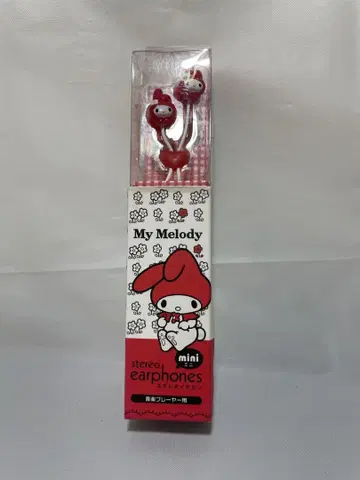 My Melody
mini
ミニ
stereo
earphones
ステレオイヤホン
音楽プレーヤー用